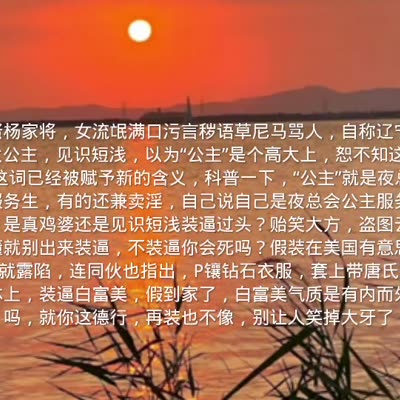 杨家将，女流氓满口污言秽语草尼马骂人，自称辽宁
公主，见识短浅，以为“公主”是个高大上，恕不知这
这词已经被赋予新的含义，科普一下，“公主”就是夜总
服务生，有的还兼卖淫，自己说自己是夜总会公主服务
是真鸡婆还是见识短浅装逼过头？贻笑大方，盗图云
就别出来装逼，不装逼你会死吗？假装在美国有意思
就露陷，连同伙也指出，P镶钻石衣服，套上带唐氏
上，装逼白富美，假到家了，白富美气质是有内而外
吗，就你这德行，再装也不像，别让人笑掉大牙了